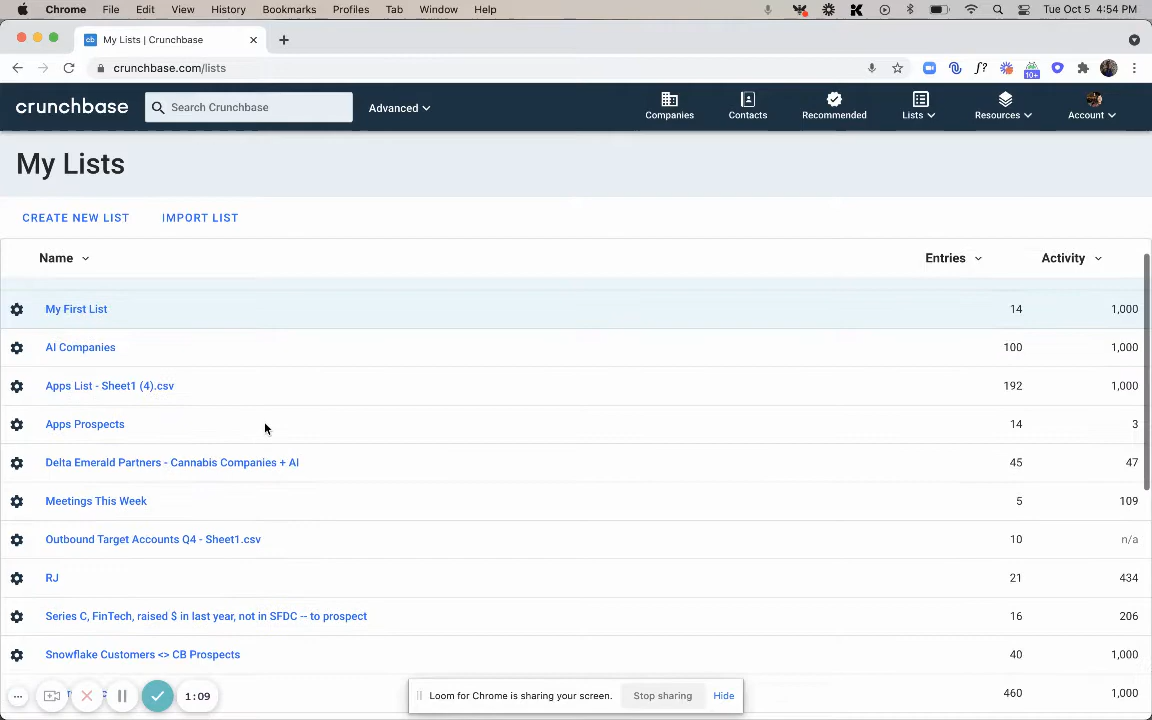 Chrome File Edit View History Bookmarks Profiles Tab Window Help Tue Oct 5 4:54 PM
cb My Lists | Crunchbase
crunchbase.com/lists
10+
crunchbase Search Crunchbase Advanced Companies Contacts Recommended Lists Resources Account
My Lists
CREATE NEW LIST IMPORT LIST
Name Entries Activity
My First List 14 1,000
AI Companies 100 1,000
Apps List - Sheet1 (4).csv 192 1,000
Apps Prospects 14 3
Delta Emerald Partners - Cannabis Companies + AI 45 47
Meetings This Week 5 109
Outbound Target Accounts Q4 - Sheet1.csv 10 n/a
RJ 21 434
Series C, FinTech, raised $ in last year, not in SFDC -- to prospect 16 206
Snowflake Customers <> CB Prospects 40 1,000
460 1,000
1:09
Loom for Chrome is sharing your screen. Stop sharing Hide